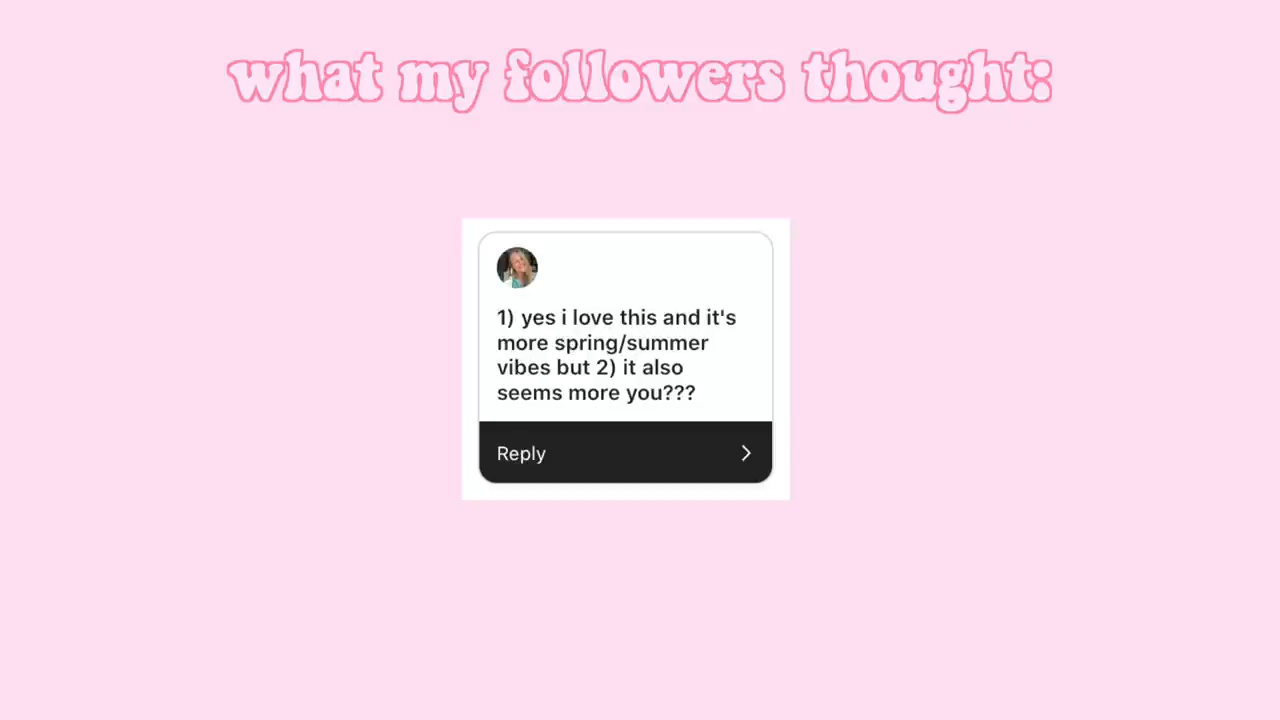 what my followers thought:
1) yes i love this and it's
more spring/summer
vibes but 2) it also
seems more you???
Reply